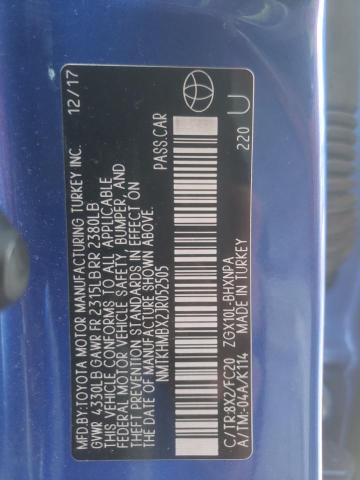 MFD.BY:TOYOTA MOTOR MANUFACTURING TURKEY INC. 12/17
GVWR 4330LB GAWR FR 2315LB RR 2380LB
THIS VEHICLE CONFORMS TO ALL APPLICABLE
FEDERAL MOTOR VEHICLE SAFETY, BUMPER, AND
THEFT PREVENTION STANDARDS IN EFFECT ON
THE DATE OF MANUFACTURE SHOWN ABOVE.
NMTKHMBX2JR052505 PASS.CAR
C/TR:8X2/FC20 ZGX10L-BHXNPA
A/TM:-04A/K114 220 U
MADE IN TURKEY